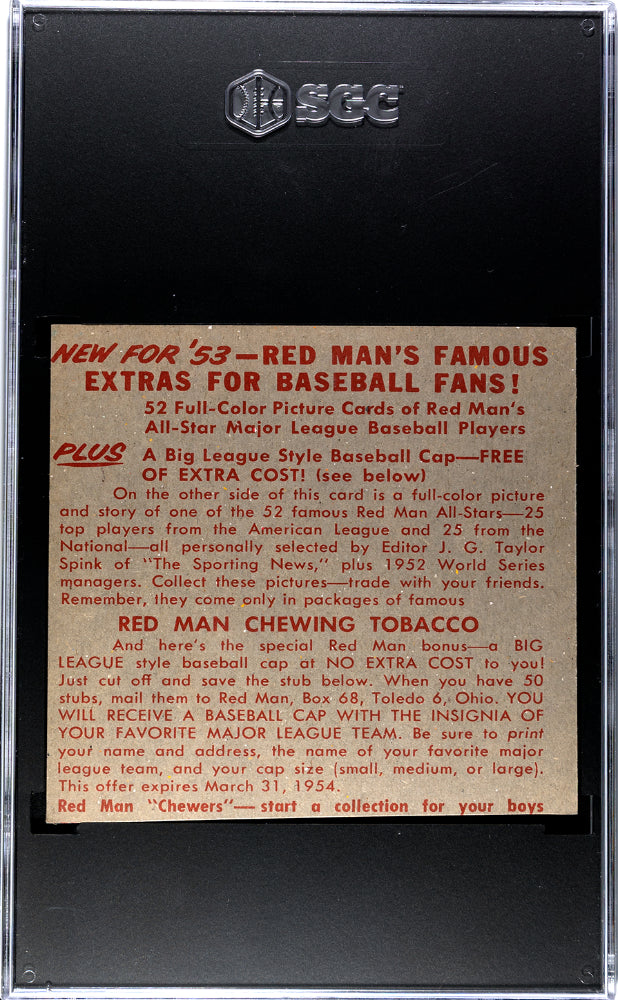 SGC
NEW FOR '53—RED MAN'S FAMOUS
EXTRAS FOR BASEBALL FANS!
52 Full-Color Picture Cards of Red Man's
All-Star Major League Baseball Players
PLUS A Big League Style Baseball Cap—FREE
OF EXTRA COST! (see below)
On the other side of this card is a full-color picture
and story of one of the 52 famous Red Man All-Stars—25
top players from the American League and 25 from the
National—all personally selected by Editor J. G. Taylor
Spink of "The Sporting News," plus 1952 World Series
managers. Collect these pictures—trade with your friends.
Remember, they come only in packages of famous
RED MAN CHEWING TOBACCO
And here's the special Red Man bonus—a BIG
LEAGUE style baseball cap at NO EXTRA COST to you!
Just cut off and save the stub below. When you have 50
stubs, mail them to Red Man, Box 68, Toledo 6, Ohio. YOU
WILL RECEIVE A BASEBALL CAP WITH THE INSIGNIA OF
YOUR FAVORITE MAJOR LEAGUE TEAM. Be sure to print
your name and address, the name of your favorite major
league team, and your cap size (small, medium, or large).
This offer expires March 31, 1954.
Red Man "Chewers"—start a collection for your boys